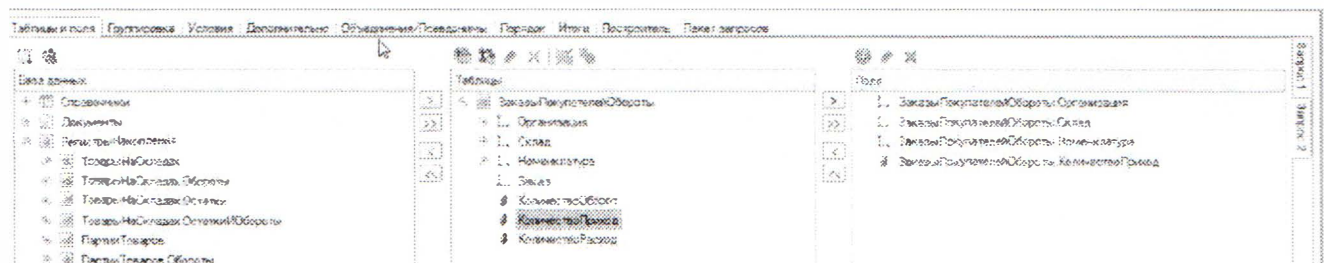 Таблицы и поля Группировка Условия Дополнительно Объединения/Псевдонимы Порядок Итоги Построитель Пакет запросов
База данных
Справочники
Документы
РегистрыНакопления
ТоварыНаСкладах
ТоварыНаСкладах.Обороты
ТоварыНаСкладах.Остатки
ТоварыНаСкладах.ОстаткиИОбороты
ПартииТоваров
ПартииТоваров.Обороты
Таблицы
ЗаказыПокупателейОбороты
Организация
Склад
Номенклатура
Заказ
КоличествоОборот
КоличествоПриход
КоличествоРасход
Поля
ЗаказыПокупателейОбороты.Организация
ЗаказыПокупателейОбороты.Склад
ЗаказыПокупателейОбороты.Номенклатура
ЗаказыПокупателейОбороты.КоличествоПриход
Запрос 1
Запрос 2